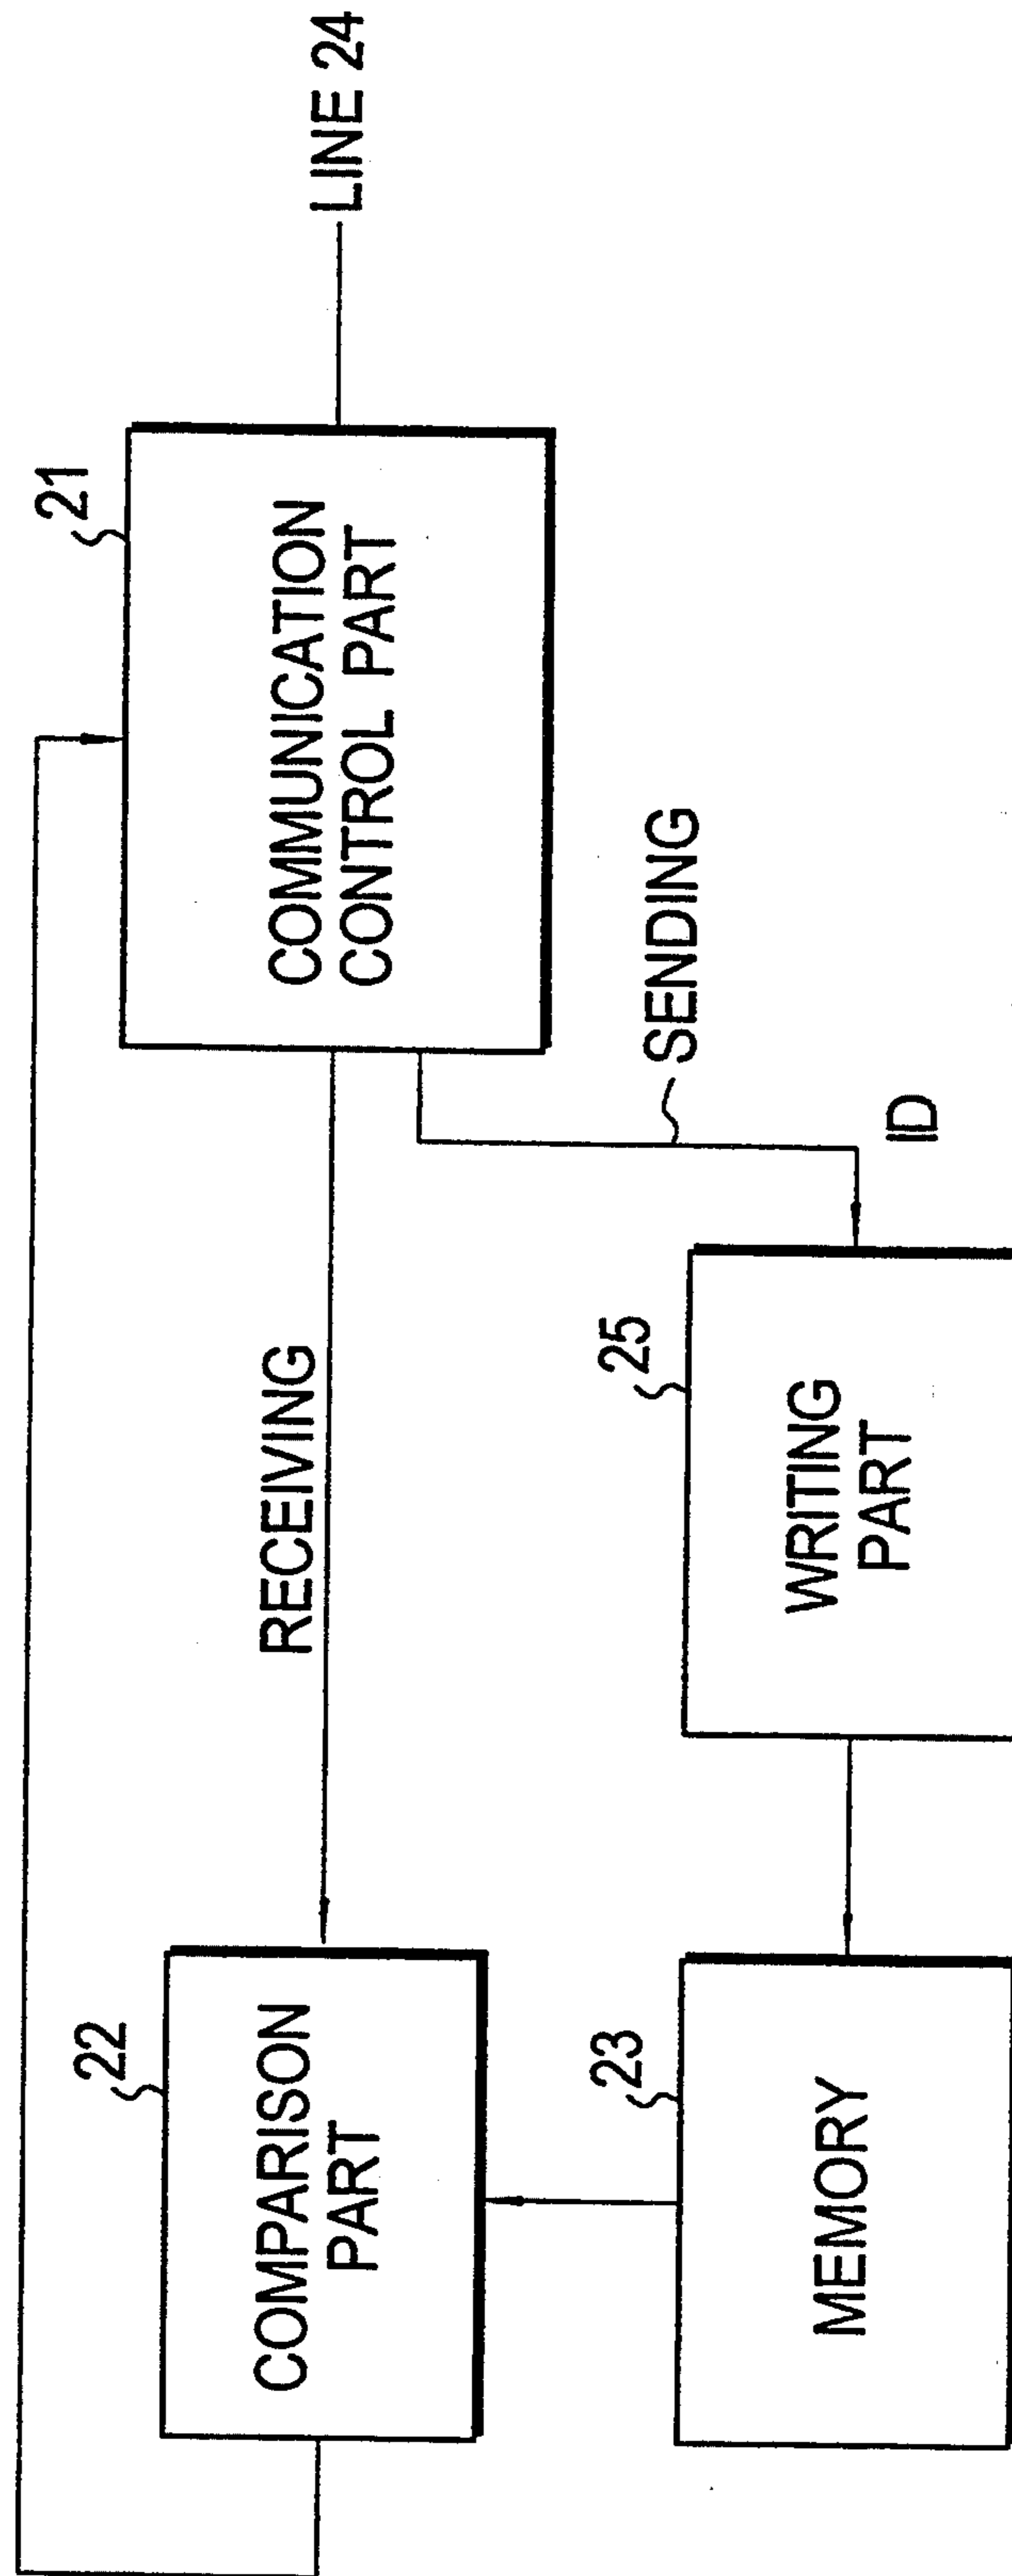 21
COMMUNICATION
CONTROL PART
LINE 24
RECEIVING
22
COMPARISON
PART
SENDING
ID
25
WRITING
PART
23
MEMORY